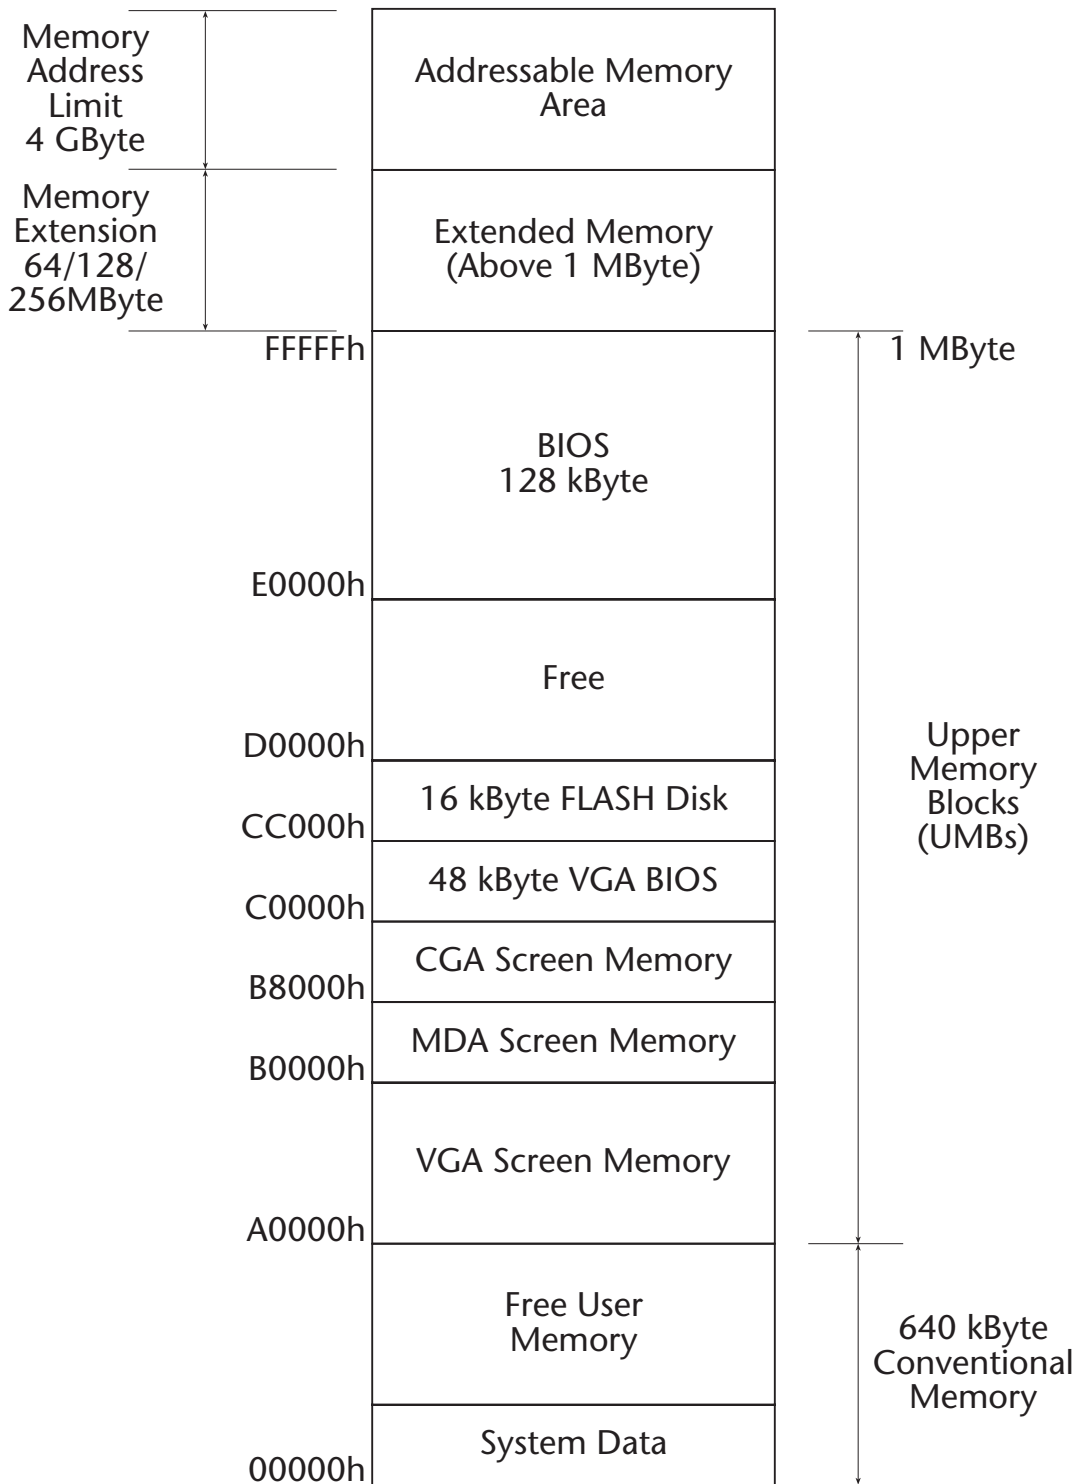 Memory
Address
Limit
4 GByte
Addressable Memory
Area
Memory
Extension
64/128/
256MByte
Extended Memory
(Above 1 MByte)
FFFFFh
1 MByte
BIOS
128 kByte
E0000h
Free
D0000h
Upper
Memory
Blocks
(UMBs)
16 kByte FLASH Disk
CC000h
48 kByte VGA BIOS
C0000h
CGA Screen Memory
B8000h
MDA Screen Memory
B0000h
VGA Screen Memory
A0000h
Free User
Memory
640 kByte
Conventional
Memory
System Data
00000h